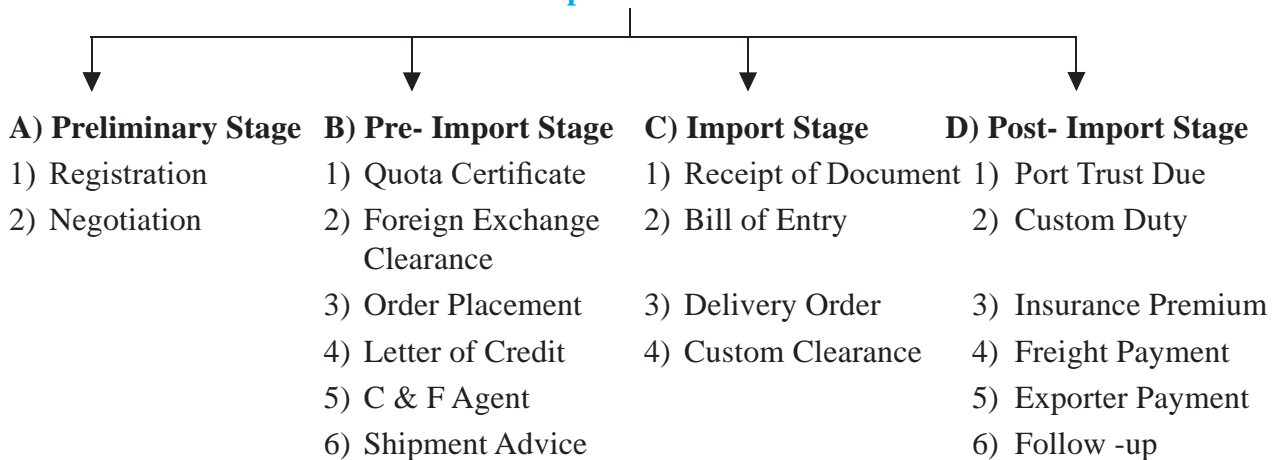 A) Preliminary Stage
1) Registration
2) Negotiation
B) Pre- Import Stage
1) Quota Certificate
2) Foreign Exchange
Clearance
3) Order Placement
4) Letter of Credit
5) C & F Agent
6) Shipment Advice
C) Import Stage
1) Receipt of Document
2) Bill of Entry
3) Delivery Order
4) Custom Clearance
D) Post- Import Stage
1) Port Trust Due
2) Custom Duty
3) Insurance Premium
4) Freight Payment
5) Exporter Payment
6) Follow -up